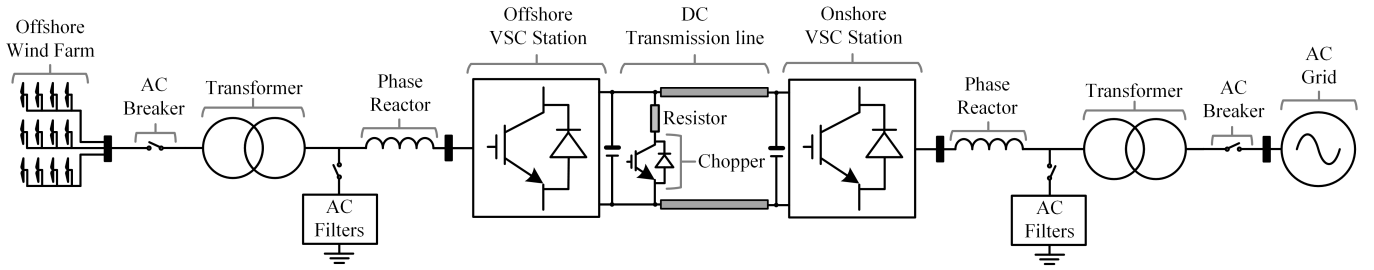 Offshore
Wind Farm
AC
Breaker
Transformer
Phase
Reactor
AC
Filters
Offshore
VSC Station
DC
Transmission line
Resistor
Chopper
Onshore
VSC Station
Phase
Reactor
AC
Filters
Transformer
AC
Breaker
AC
Grid